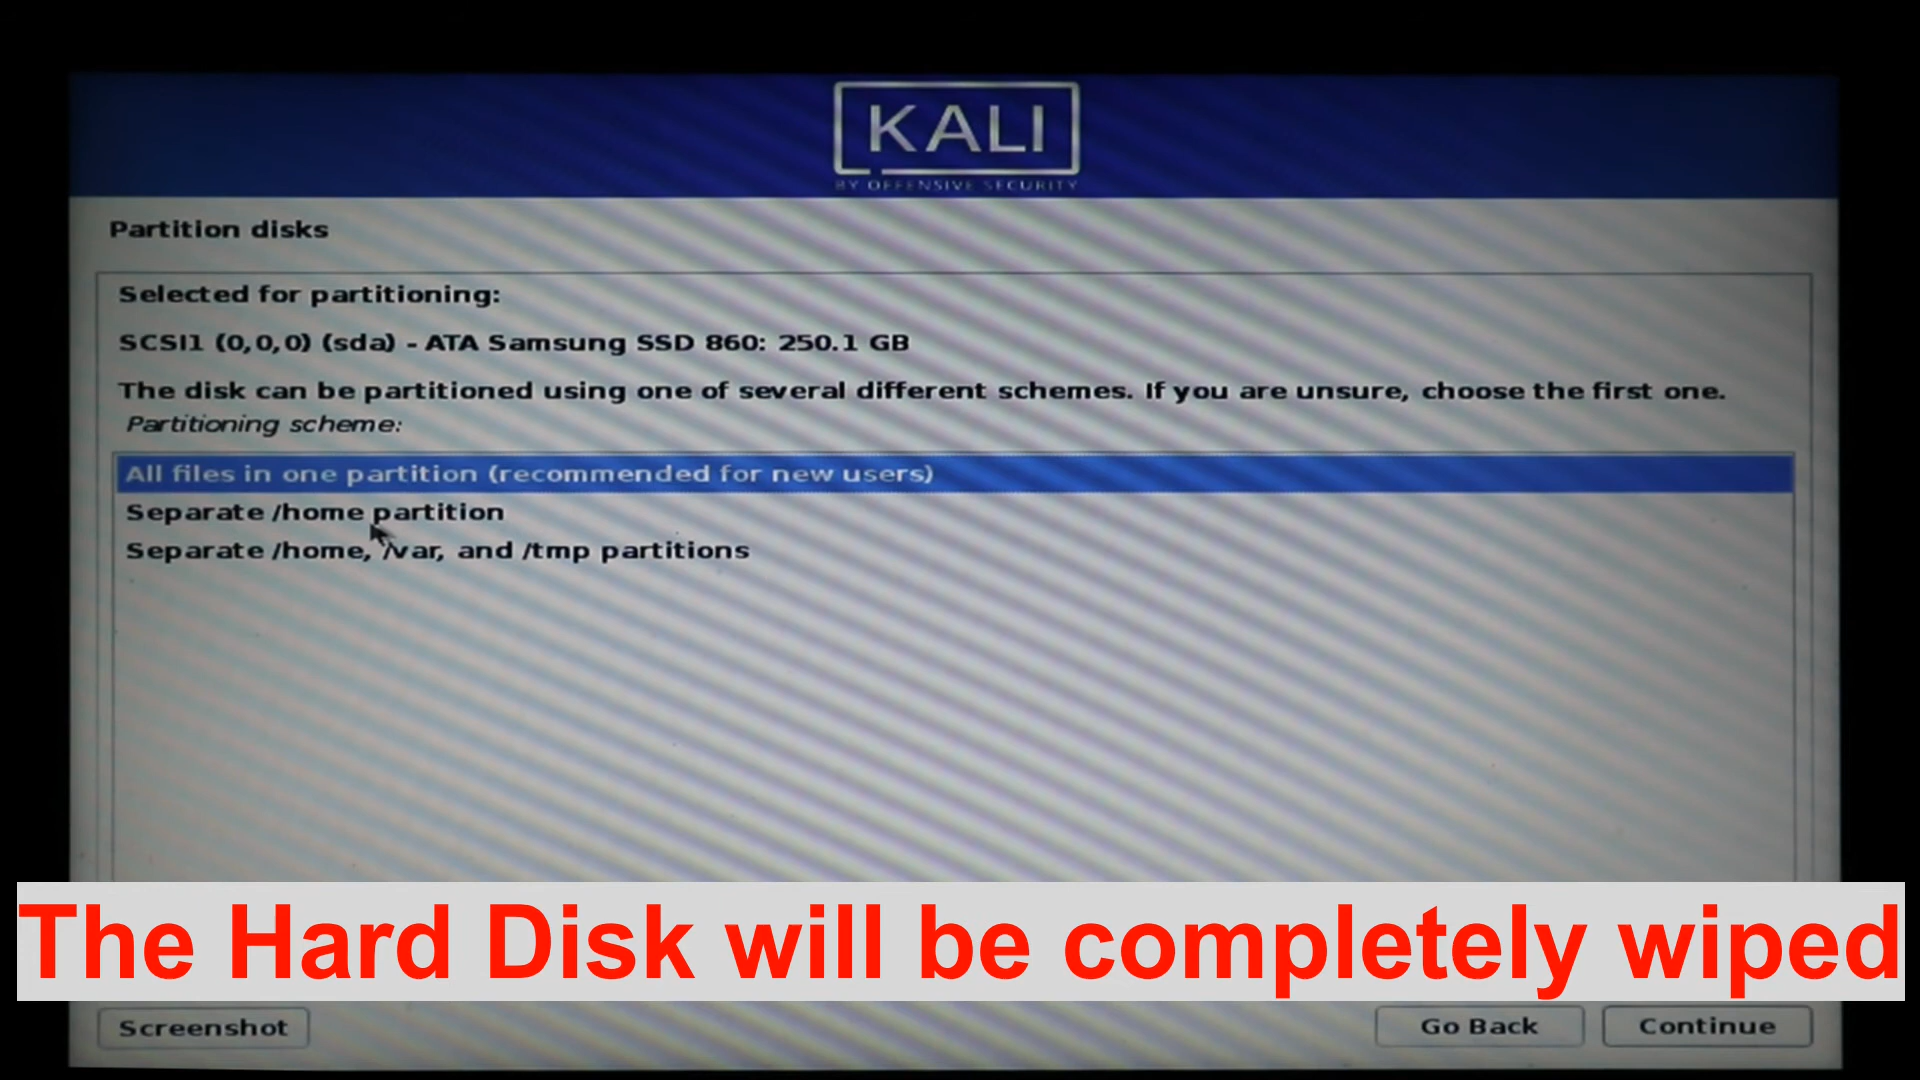 KALI
BY OFFENSIVE SECURITY
Partition disks
Selected for partitioning:
SCSI1 (0,0,0) (sda) - ATA Samsung SSD 860: 250.1 GB
The disk can be partitioned using one of several different schemes. If you are unsure, choose the first one.
Partitioning scheme:
All files in one partition (recommended for new users)
Separate /home partition
Separate /home, /var, and /tmp partitions
The Hard Disk will be completely wiped
Screenshot
Go Back
Continue